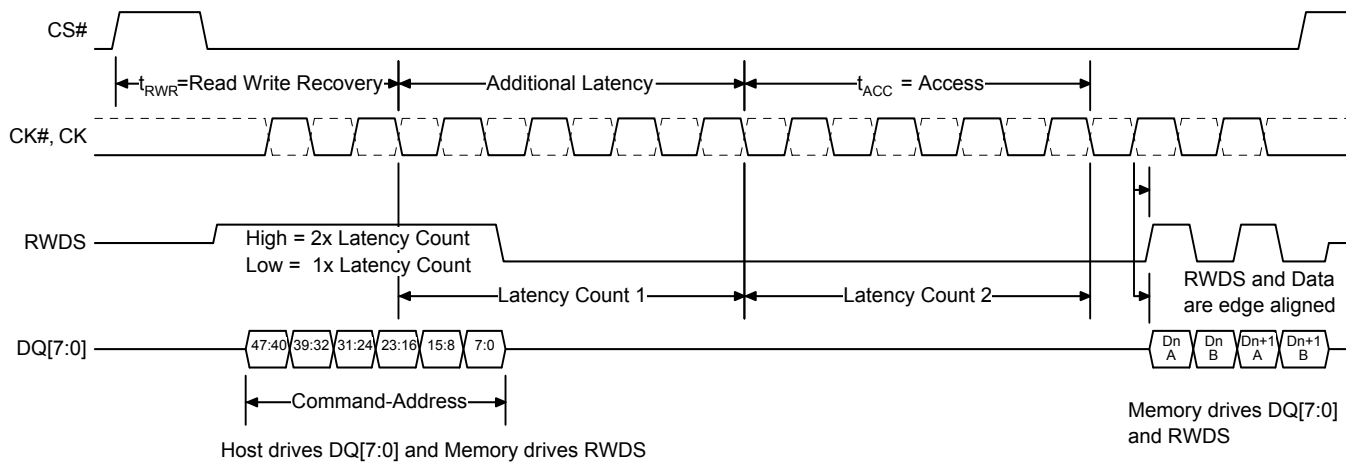 CS#
tRWR=Read Write Recovery
Additional Latency
tACC = Access
CK#, CK
RWDS
High = 2x Latency Count
Low = 1x Latency Count
Latency Count 1
Latency Count 2
RWDS and Data
are edge aligned
DQ[7:0]
47:40
39:32
31:24
23:16
15:8
7:0
Dn
A
Dn
B
Dn+1
A
Dn+1
B
Command-Address
Memory drives DQ[7:0]
and RWDS
Host drives DQ[7:0] and Memory drives RWDS